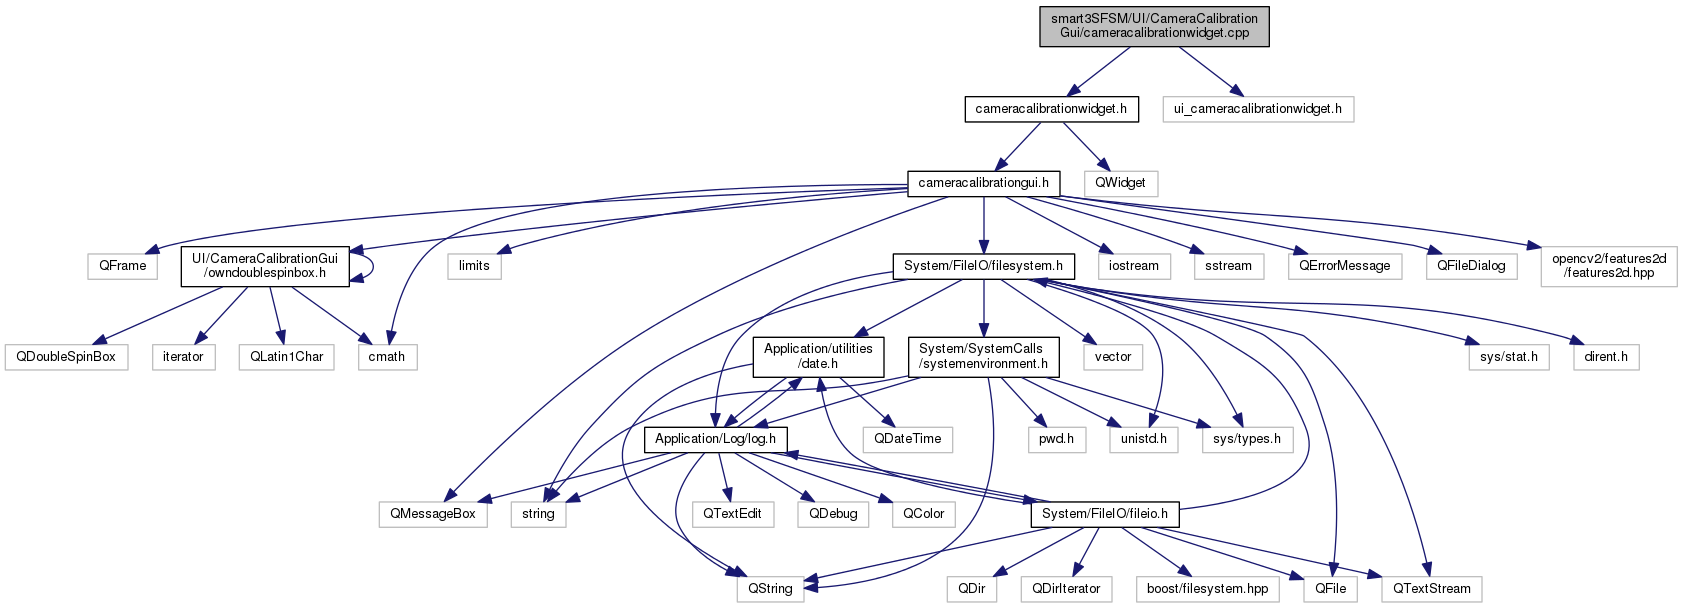 smart3SFSM/UI/CameraCalibration
Gui/cameracalibrationwidget.cpp
cameracalibrationwidget.h
ui_cameracalibrationwidget.h
cameracalibrationgui.h
QWidget
QFrame
UI/CameraCalibrationGui
/owndoublespinbox.h
limits
System/FileIO/filesystem.h
iostream
sstream
QErrorMessage
QFileDialog
opencv2/features2d
/features2d.hpp
QDoubleSpinBox
iterator
QLatin1Char
cmath
Application/utilities
/date.h
System/SystemCalls
/systemenvironment.h
vector
sys/stat.h
dirent.h
Application/Log/log.h
QDateTime
pwd.h
unistd.h
sys/types.h
QMessageBox
string
QTextEdit
QDebug
QColor
System/FileIO/fileio.h
QString
QDir
QDirIterator
boost/filesystem.hpp
QFile
QTextStream